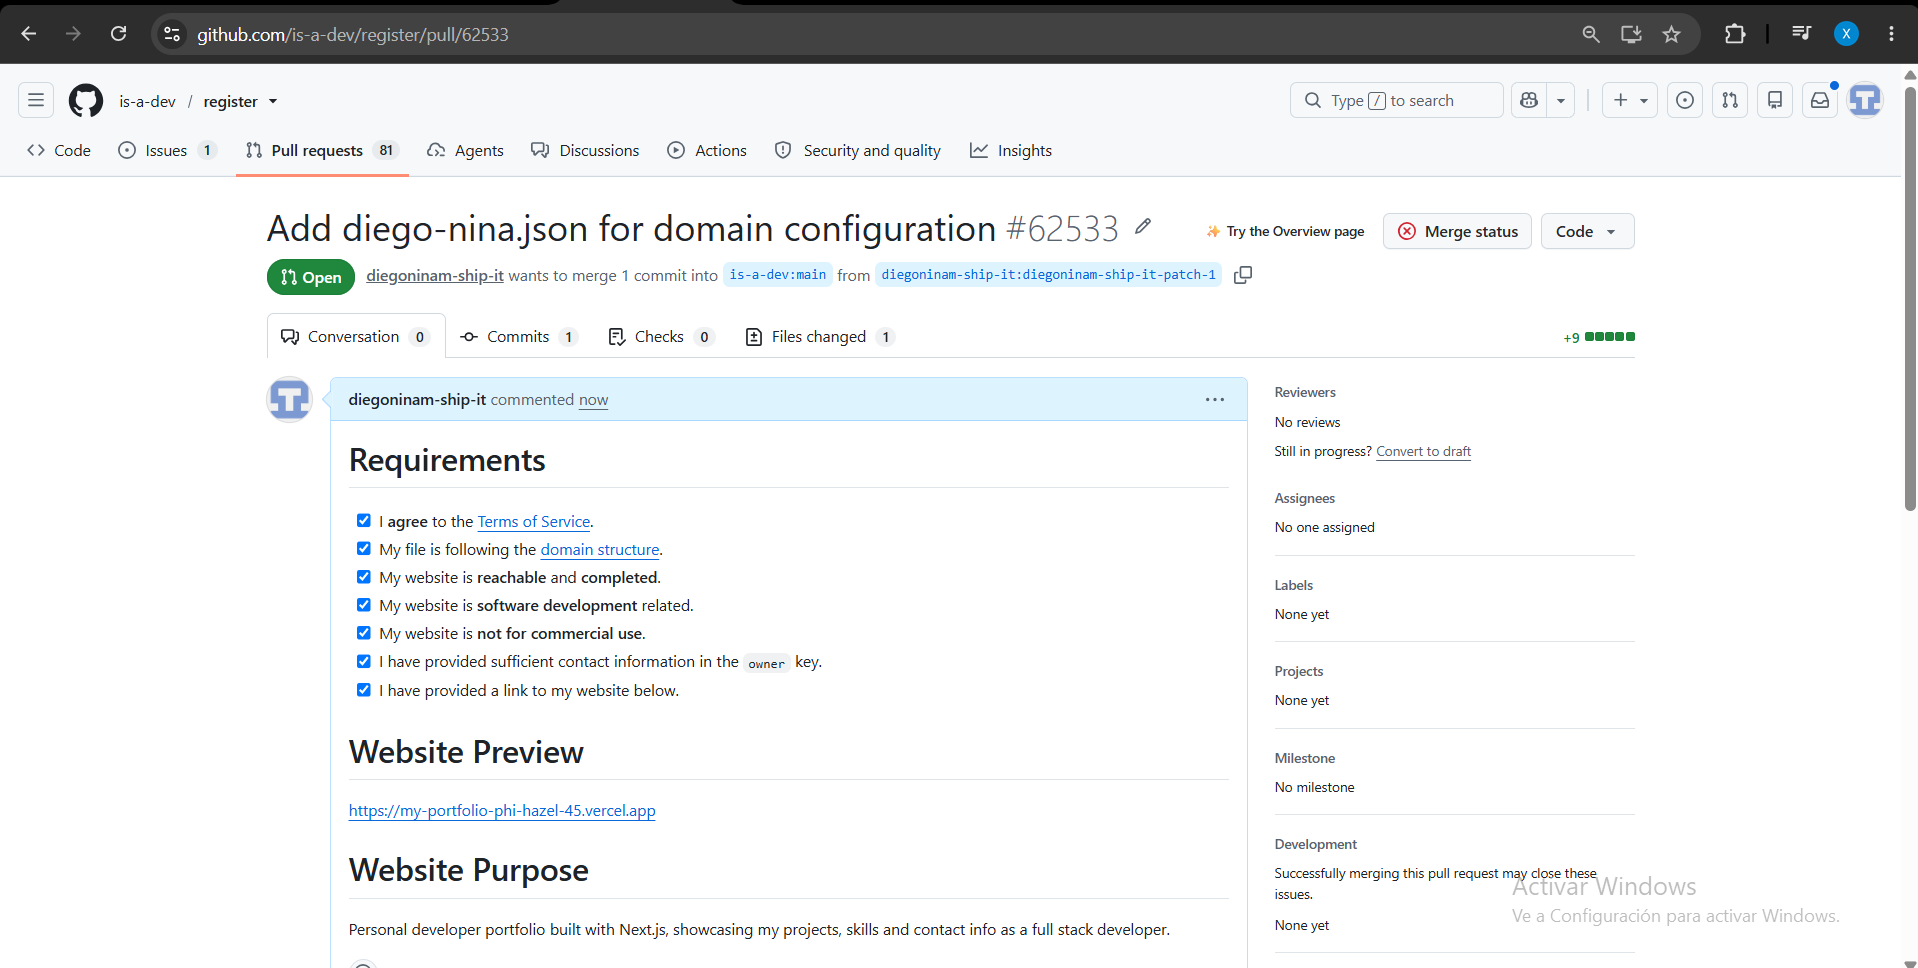 github.com/is-a-dev/register/pull/62533
X
is-a-dev / register
Type / to search
Code
Issues 1
Pull requests 81
Agents
Discussions
Actions
Security and quality
Insights
Add diego-nina.json for domain configuration #62533
Try the Overview page
Merge status
Code
Open
diegoninam-ship-it wants to merge 1 commit into is-a-dev:main from diegoninam-ship-it:diegoninam-ship-it-patch-1
Conversation 0
Commits 1
Checks 0
Files changed 1
+9
diegoninam-ship-it commented now
Requirements
I agree to the Terms of Service.
My file is following the domain structure.
My website is reachable and completed.
My website is software development related.
My website is not for commercial use.
I have provided sufficient contact information in the owner key.
I have provided a link to my website below.
Website Preview
https://my-portfolio-phi-hazel-45.vercel.app
Website Purpose
Personal developer portfolio built with Next.js, showcasing my projects, skills and contact info as a full stack developer.
Reviewers
No reviews
Still in progress? Convert to draft
Assignees
No one assigned
Labels
None yet
Projects
None yet
Milestone
No milestone
Development
Successfully merging this pull request may close these
issues.
None yet
Activar Windows
Ve a Configuración para activar Windows.